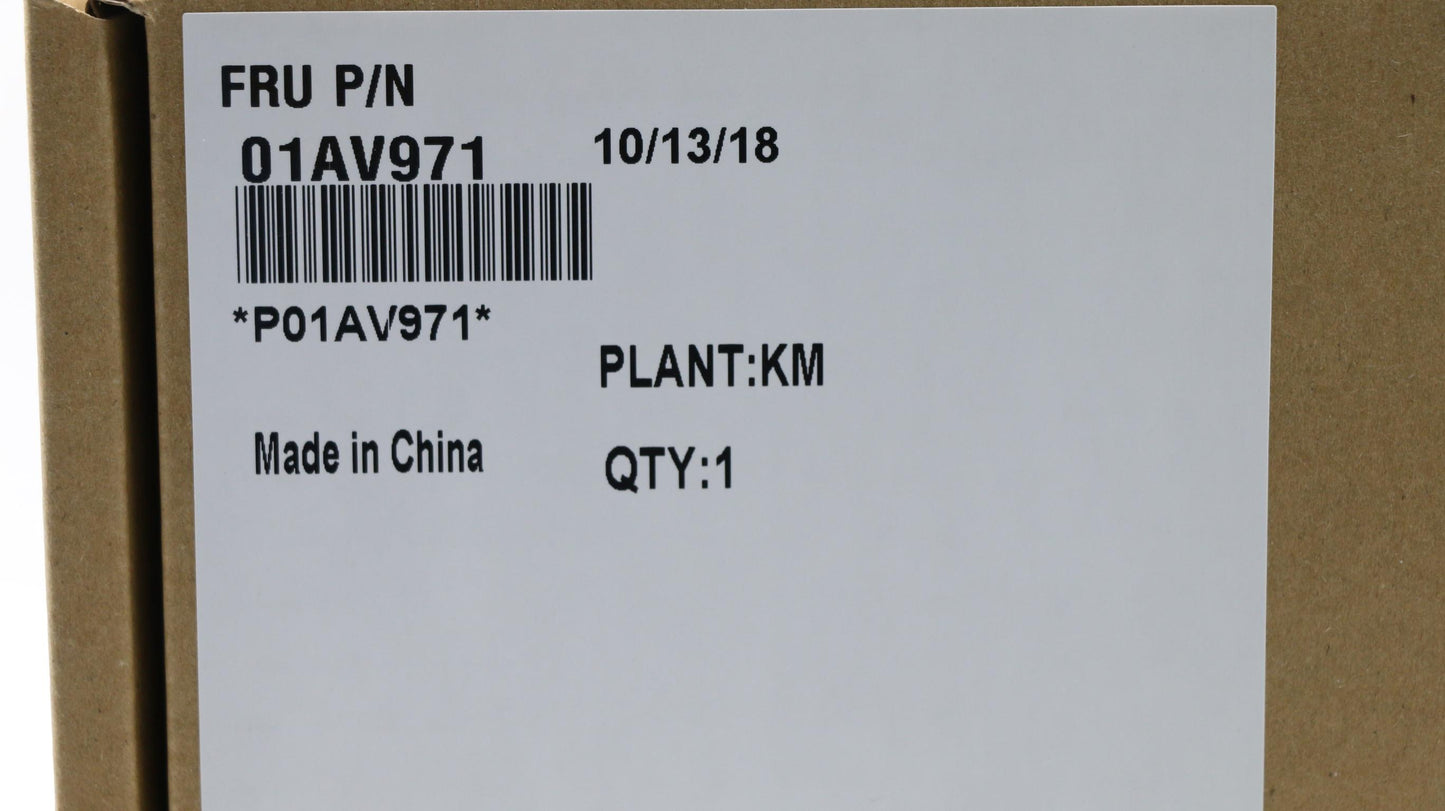 FRU P/N
01AV971 10/13/18
*P01AV971*
PLANT:KM
Made in China
QTY:1